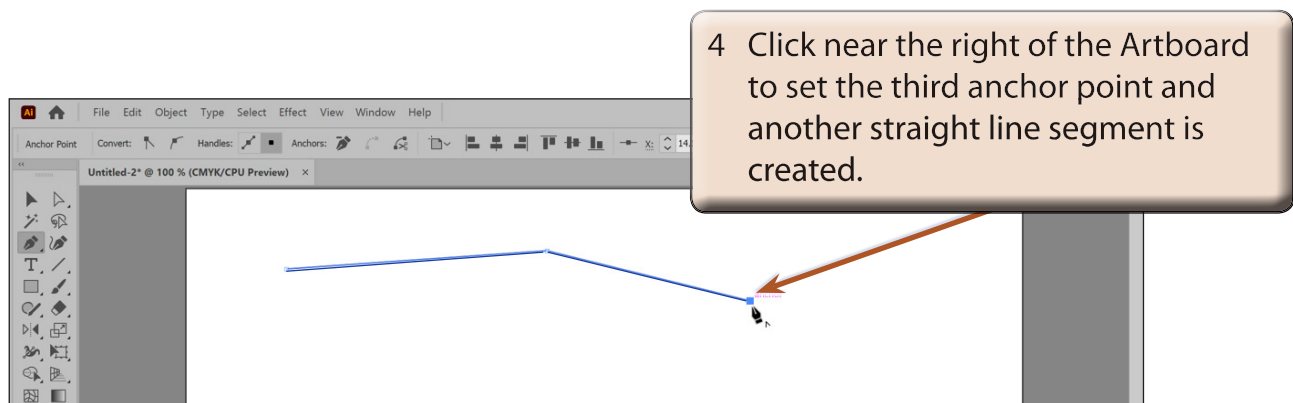 4 Click near the right of the Artboard
to set the third anchor point and
another straight line segment is
created.
Ai File Edit Object Type Select Effect View Window Help
Anchor Point Convert: Handles: Anchors: X: 14.
Untitled-2* @ 100 % (CMYK/CPU Preview) ×